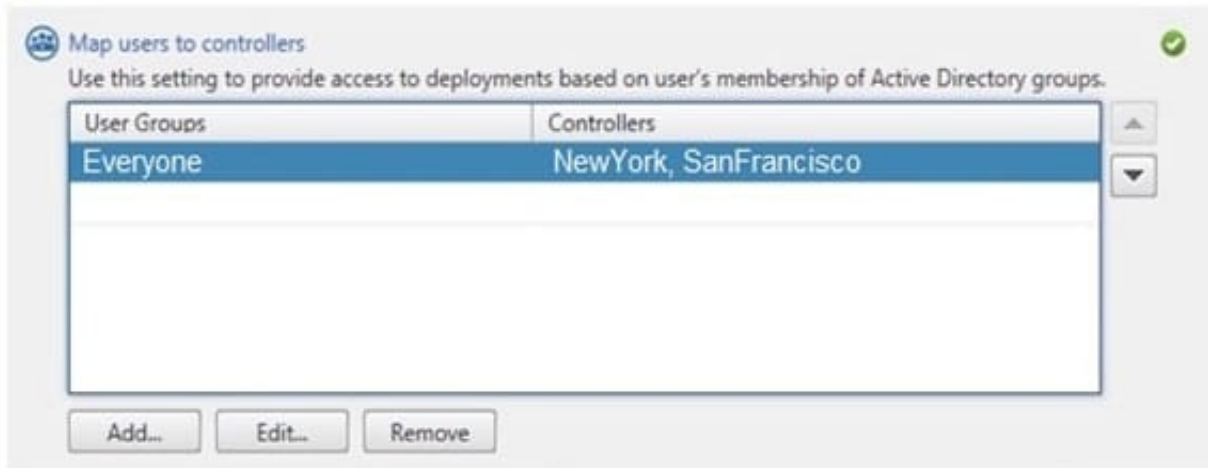 Map users to controllers
Use this setting to provide access to deployments based on user's membership of Active Directory groups.
User Groups Controllers
Everyone NewYork, SanFrancisco
Add... Edit... Remove